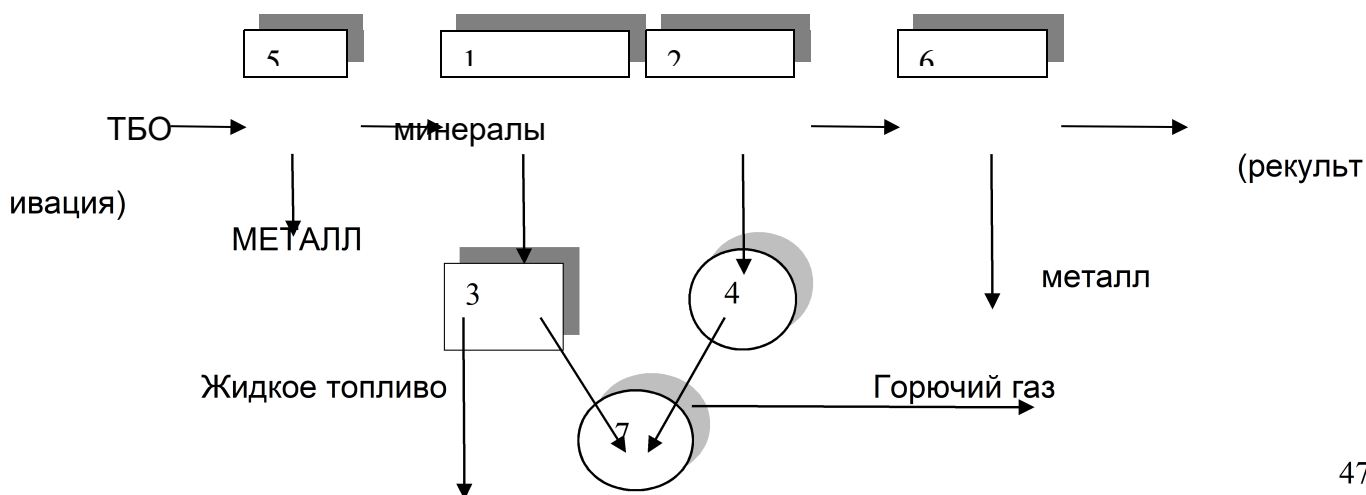 5 1 2 6
ТБО минералы
(рекульт
ивация)
МЕТАЛЛ
металл
3 4
Жидкое топливо Горючий газ
7
47